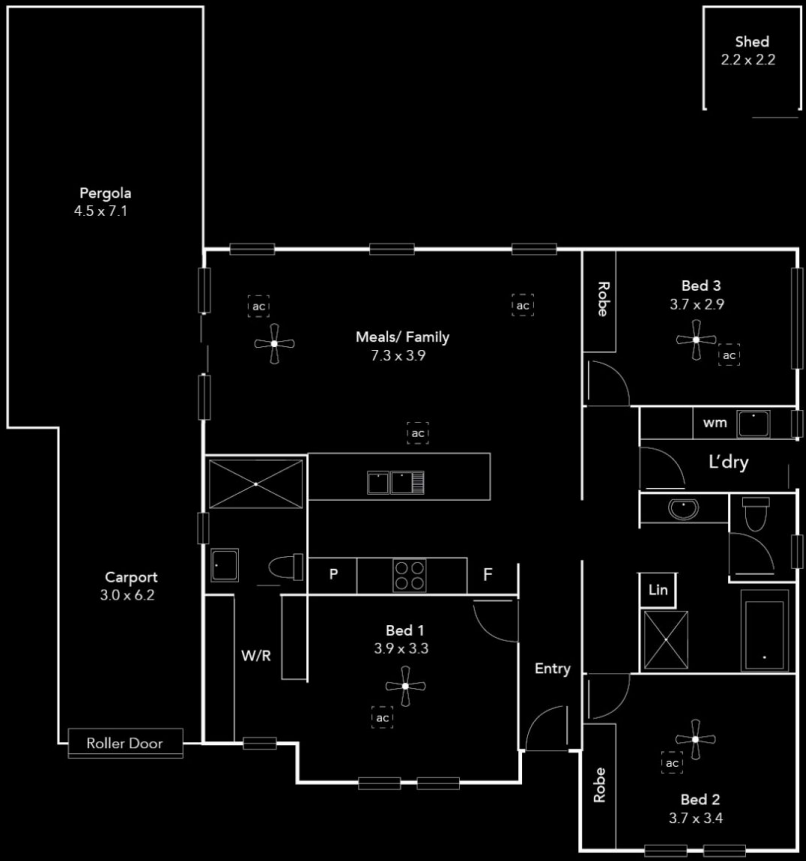 Shed
2.2 x 2.2
Pergola
4.5 x 7.1
Robe
Bed 3
3.7 x 2.9
ac
ac
Meals/ Family
7.3 x 3.9
ac
ac
wm
L'dry
Carport
3.0 x 6.2
P
F
Lin
W/R
Bed 1
3.9 x 3.3
ac
Entry
Roller Door
Robe
ac
Bed 2
3.7 x 3.4